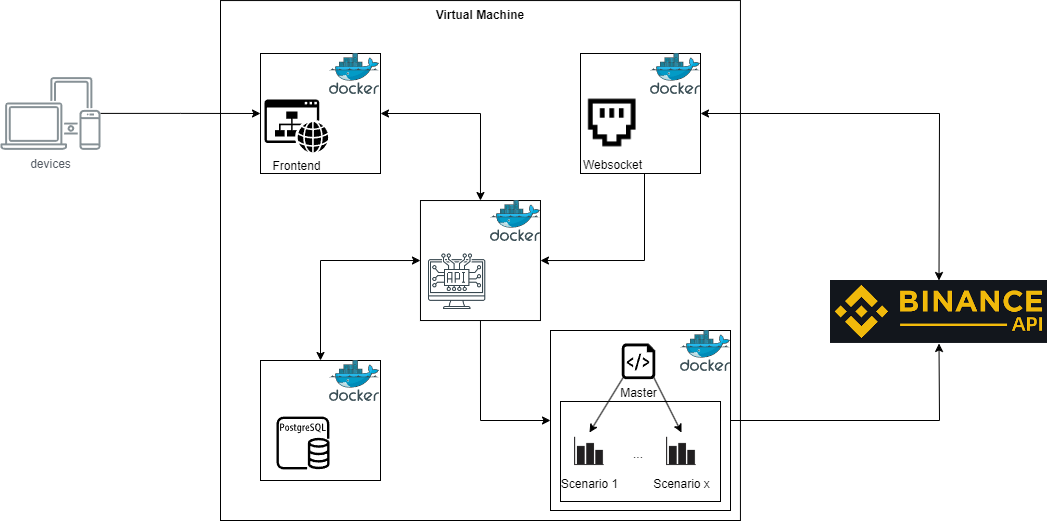 Virtual Machine
docker
docker
devices
Frontend
Websocket
docker
API
BINANCE
API
docker
docker
PostgreSQL
</>
Master
...
Scenario 1
Scenario x